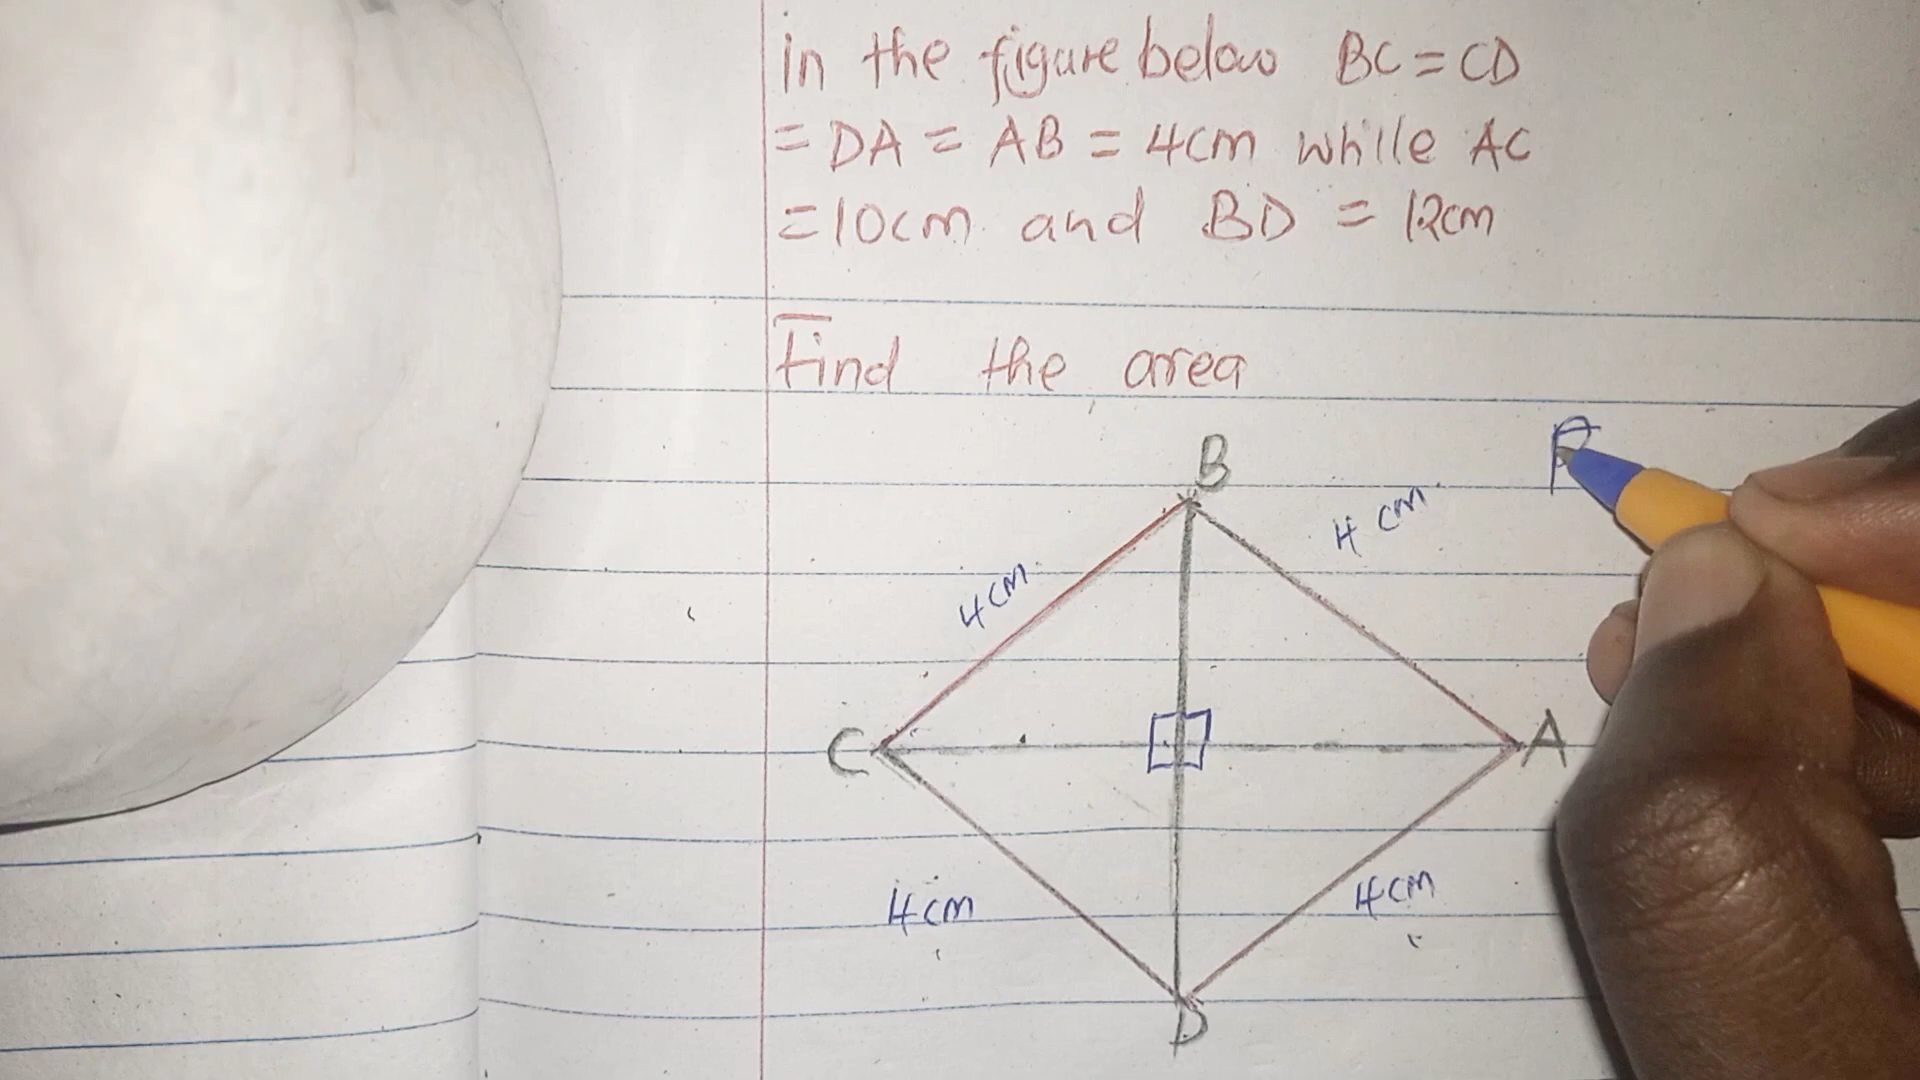 in the figure below BC = CD
= DA = AB = 4cm whille AC
= 10cm and BD = 12cm
Find the area
B
4cm
4 cm
C
A
4cm
4cm
D